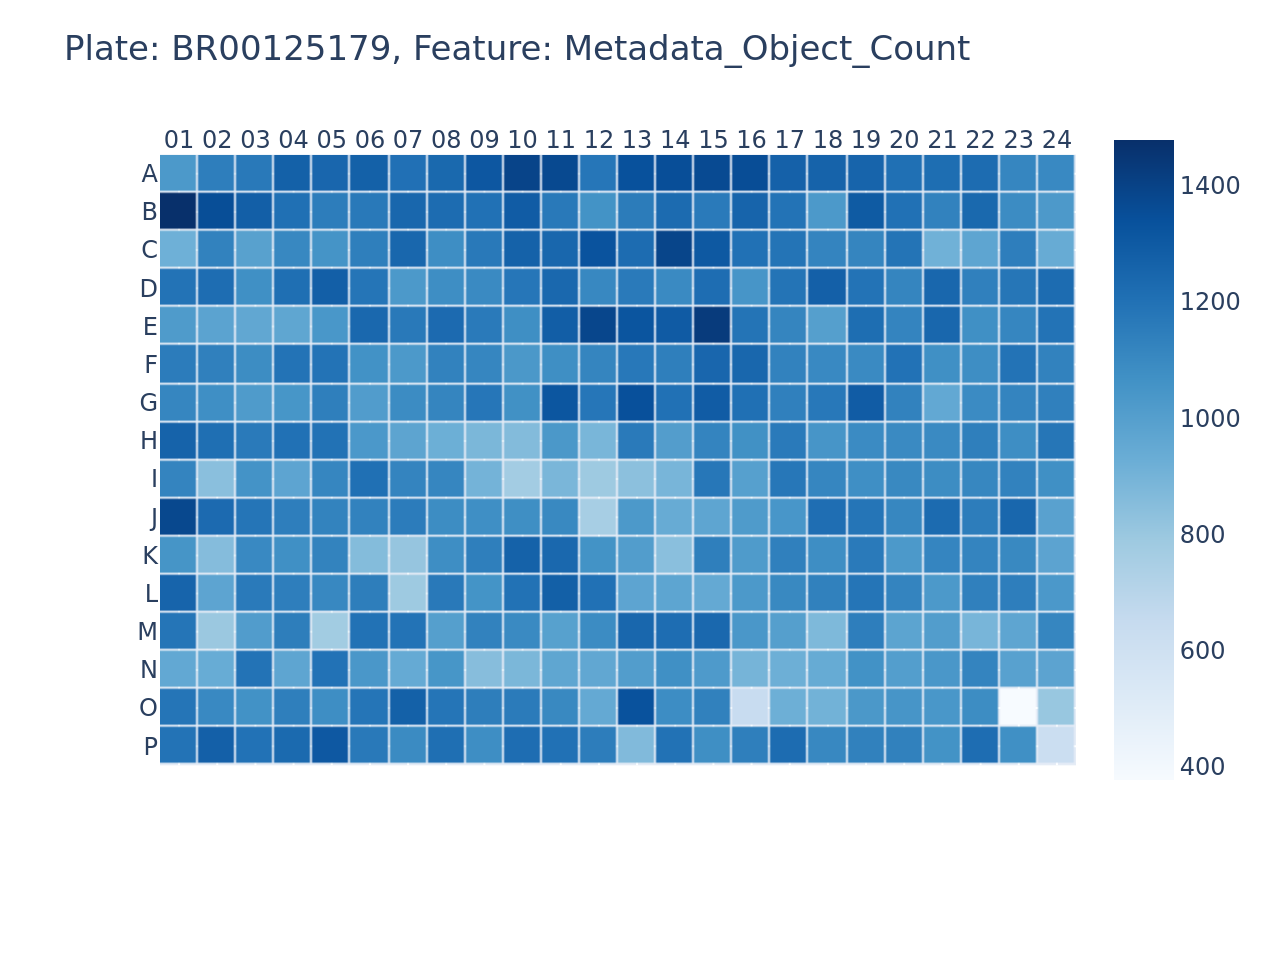 Plate: BR00125179, Feature: Metadata_Object_Count
01 02 03 04 05 06 07 08 09 10 11 12 13 14 15 16 17 18 19 20 21 22 23 24
A
B
C
D
E
F
G
H
I
J
K
L
M
N
O
P
1400
1200
1000
800
600
400